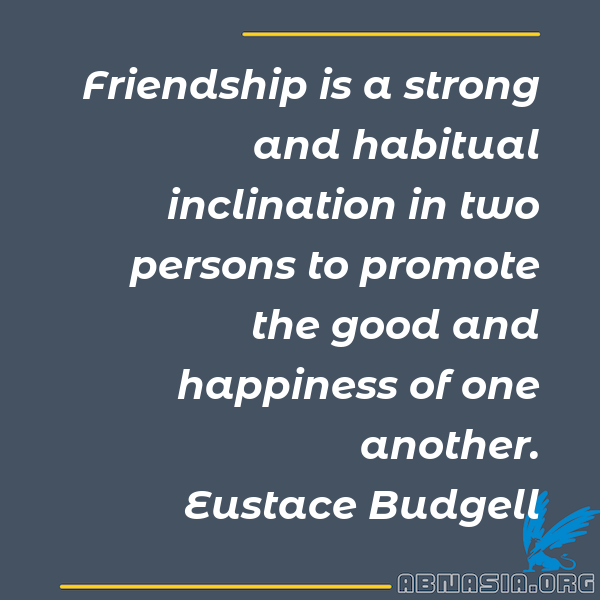 Friendship is a strong
and habitual
inclination in two
persons to promote
the good and
happiness of one
another.
Eustace Budgell
ABNASIA.ORG